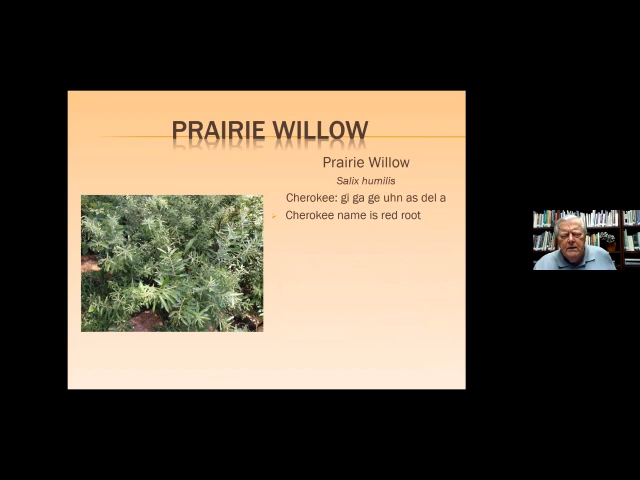 PRAIRIE WILLOW
Prairie Willow
Salix humilis
Cherokee: gi ga ge uhn as del a
Cherokee name is red root